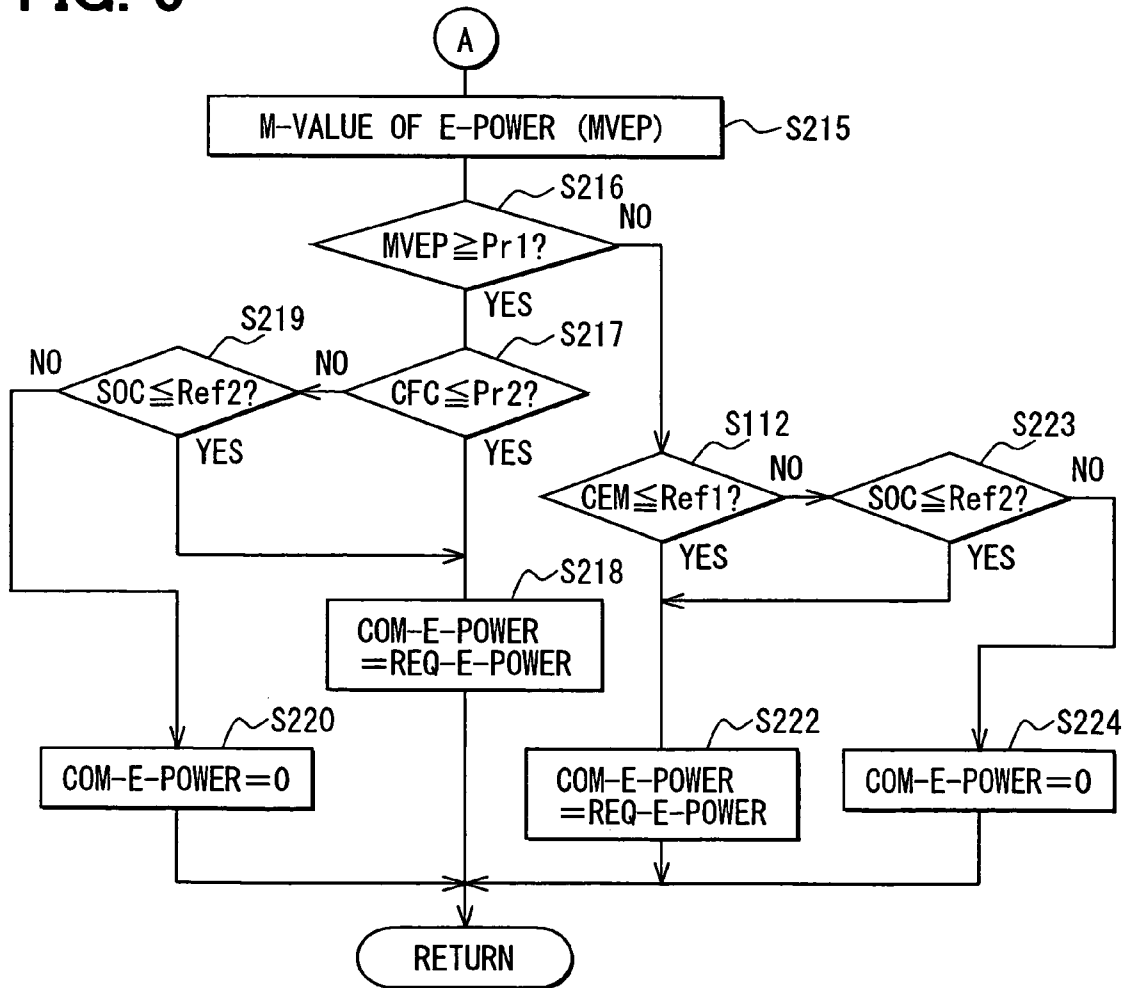 A
M-VALUE OF E-POWER (MVEP)
S215
S216
MVEP≧Pr1?
NO
YES
S219
S217
NO
SOC≦Ref2?
NO
CFC≦Pr2?
YES
YES
S112
S223
CEM≦Ref1?
NO
SOC≦Ref2?
NO
YES
YES
S218
COM-E-POWER
=REQ-E-POWER
S220
COM-E-POWER=0
S222
COM-E-POWER
=REQ-E-POWER
S224
COM-E-POWER=0
RETURN